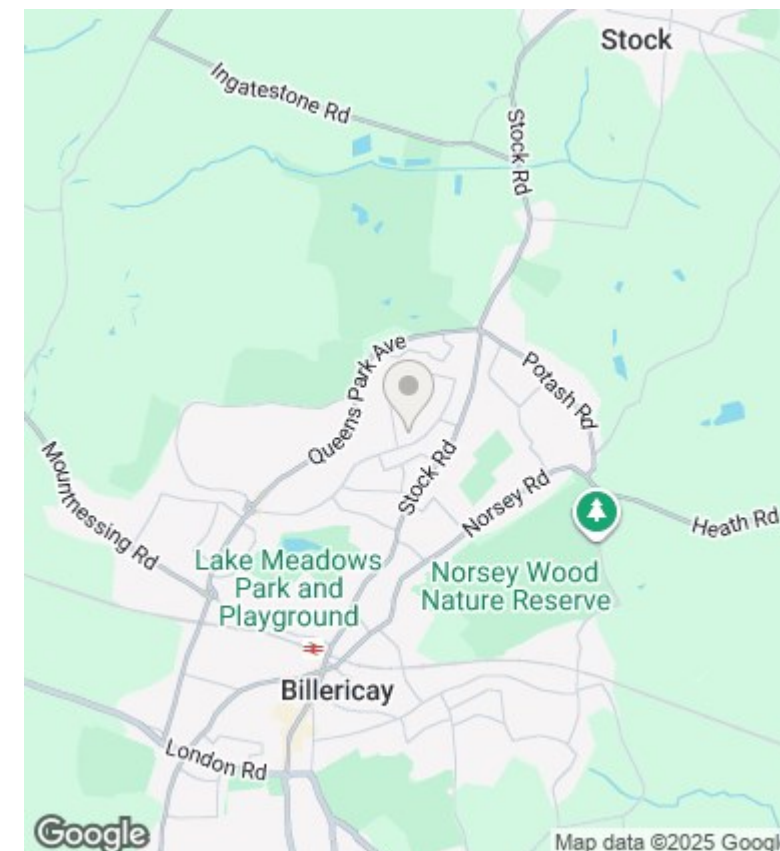 Stock
Ingatestone Rd
Stock Rd
Queens Park Ave
Potash Rd
Mountnessing Rd
Stock Rd
Norsey Rd
Heath Rd
Lake Meadows
Park and
Playground
Norsey Wood
Nature Reserve
Billericay
London Rd
Google
Map data ©2025 Googl